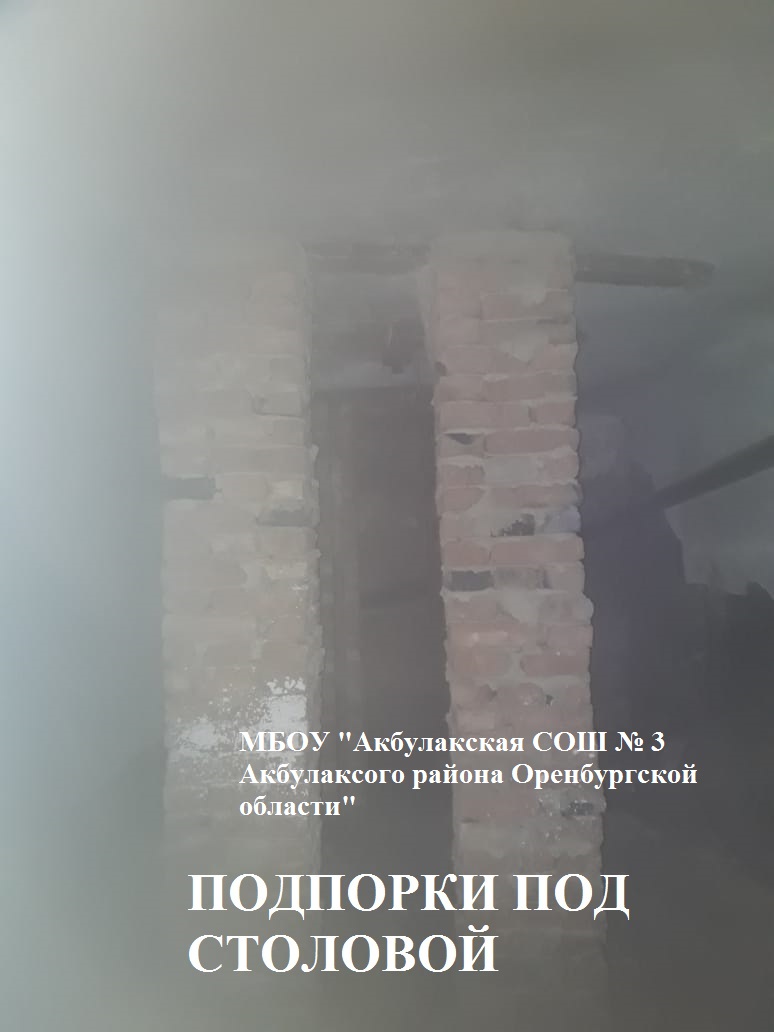 МБОУ "Акбулакская СОШ № 3
Акбулаксого района Оренбургской
области"
ПОДПОРКИ ПОД
СТОЛОВОЙ